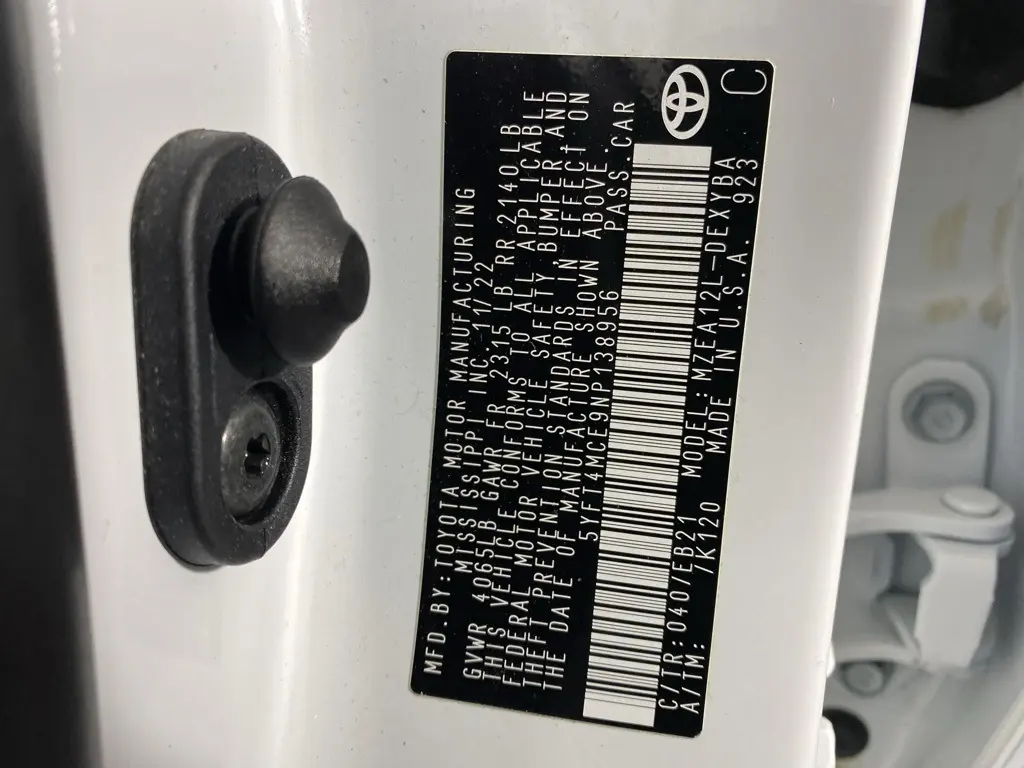 MFD.BY:TOYOTA MOTOR MANUFACTURING
MISSISSIPPI INC. 11/22
GVWR 4065LB GAWR FR 2315 LB RR 2140 LB
THIS VEHICLE CONFORMS TO ALL APPLICABLE
FEDERAL MOTOR VEHICLE SAFETY,BUMPER,AND
THEFT PREVENTION STANDARDS IN EFFECT ON
THE DATE OF MANUFACTURE SHOWN ABOVE.
5YFT4MCE9NP138956 PASS.CAR
C/TR:040/EB21 MODEL:MZEA12L-DEXYBA
A/TM: /K120 MADE IN U.S.A. 923
C